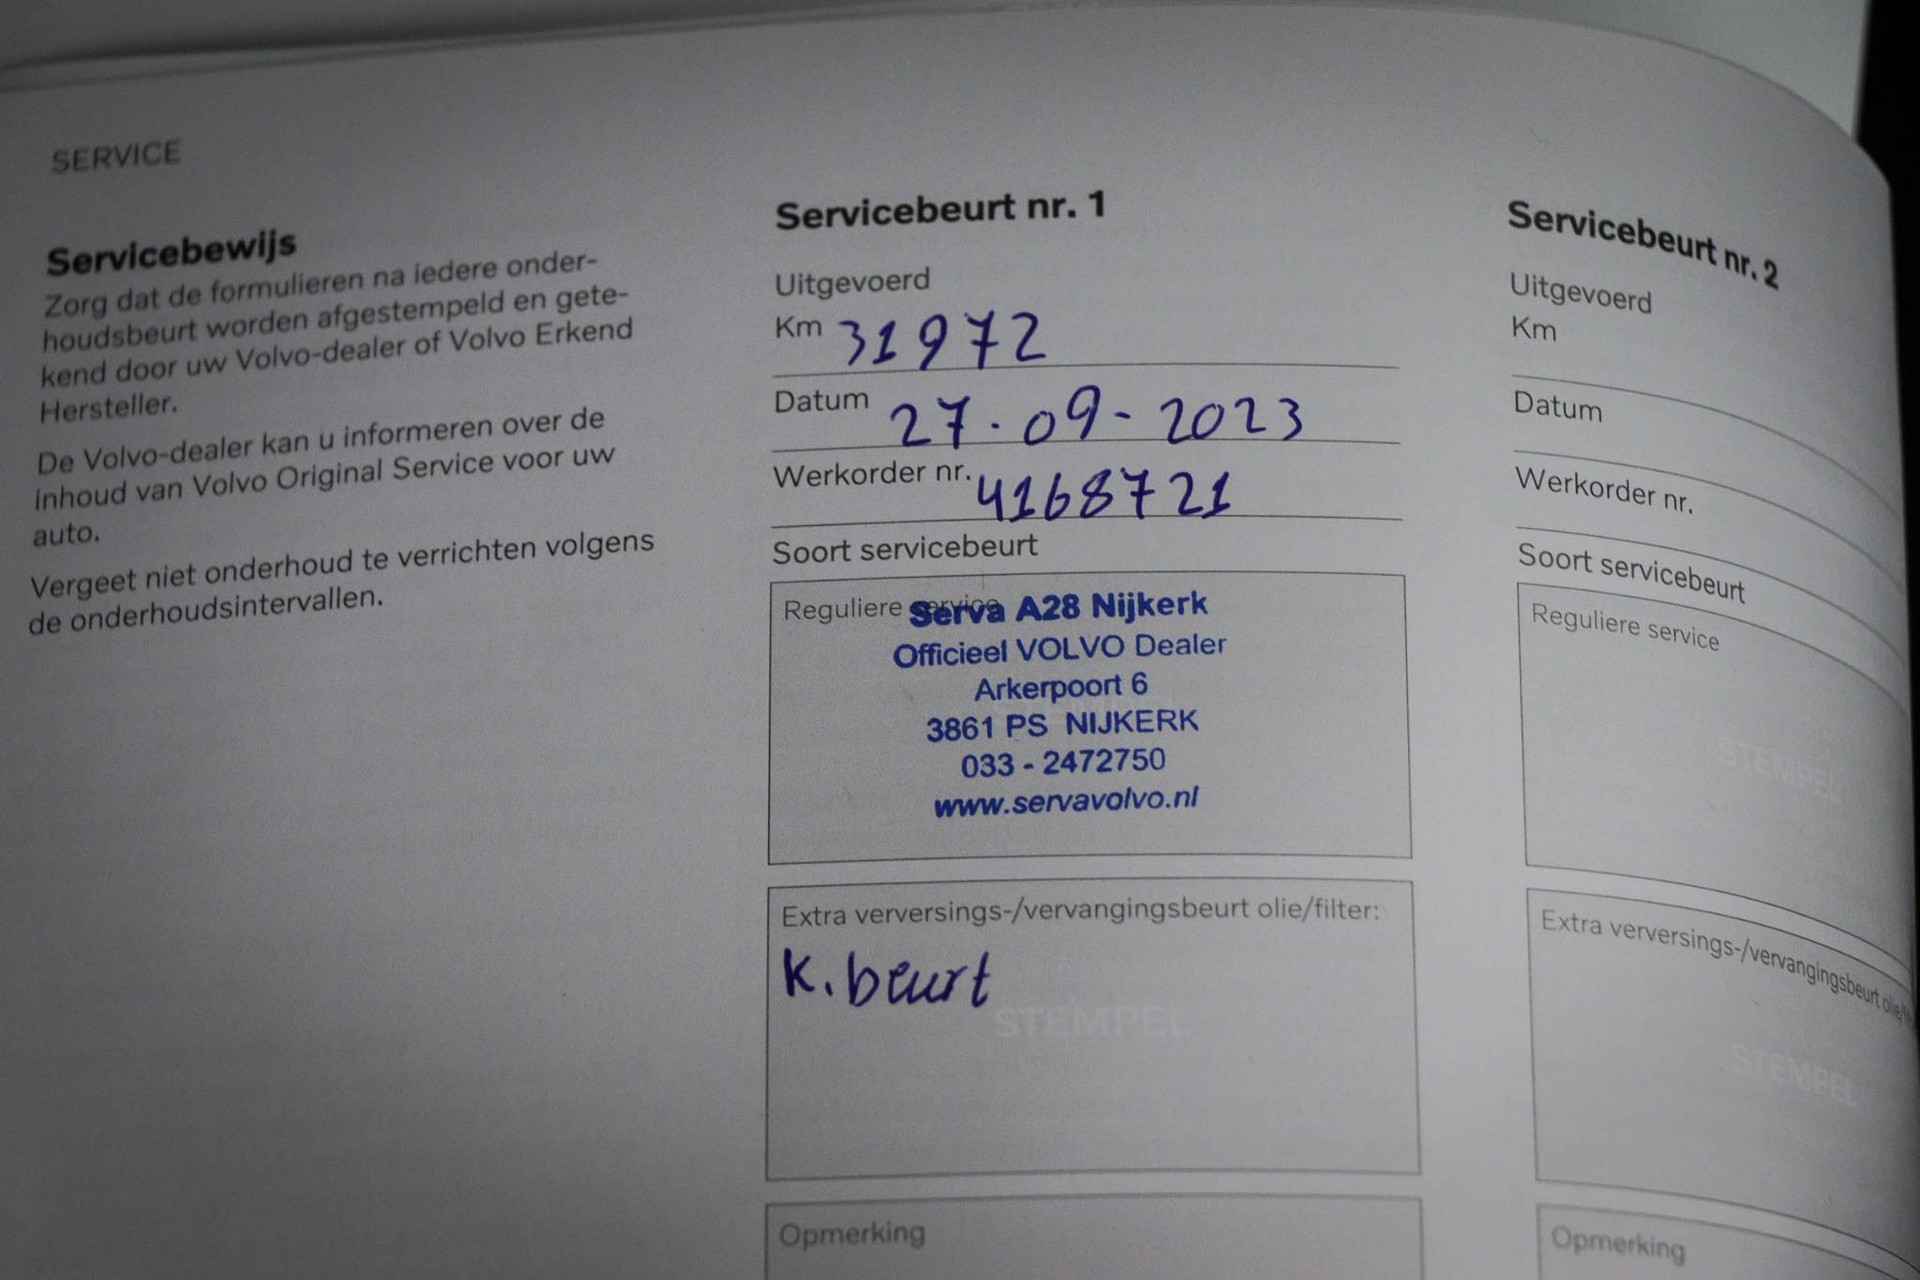 SERVICE
Servicebewijs
Zorg dat de formulieren na iedere onder-
houdsbeurt worden afgestempeld en gete-
kend door uw Volvo-dealer of Volvo Erkend
Hersteller.
De Volvo-dealer kan u informeren over de
inhoud van Volvo Original Service voor uw
auto.
Vergeet niet onderhoud te verrichten volgens
de onderhoudsintervallen.
Servicebeurt nr. 1
Uitgevoerd
Km 31972
Datum 27-09-2023
Werkorder nr. 4168721
Soort servicebeurt
Reguliere service
Serva A28 Nijkerk
Officieel VOLVO Dealer
Arkerpoort 6
3861 PS NIJKERK
033 - 2472750
www.servavolvo.nl
Extra verversings-/vervangingsbeurt olie/filter:
K. beurt
STEMPEL
Opmerking
Servicebeurt nr. 2
Uitgevoerd
Km
Datum
Werkorder nr.
Soort servicebeurt
Reguliere service
STEMPEL
Extra verversings-/vervangingsbeurt
STEMPEL
Opmerking